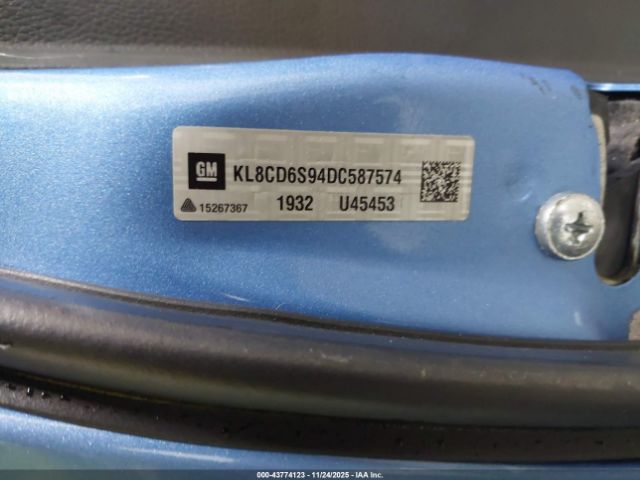 GM KL8CD6S94DC587574
15267367 1932 U45453
000-43774123 - 11/24/2025 - IAA Inc.